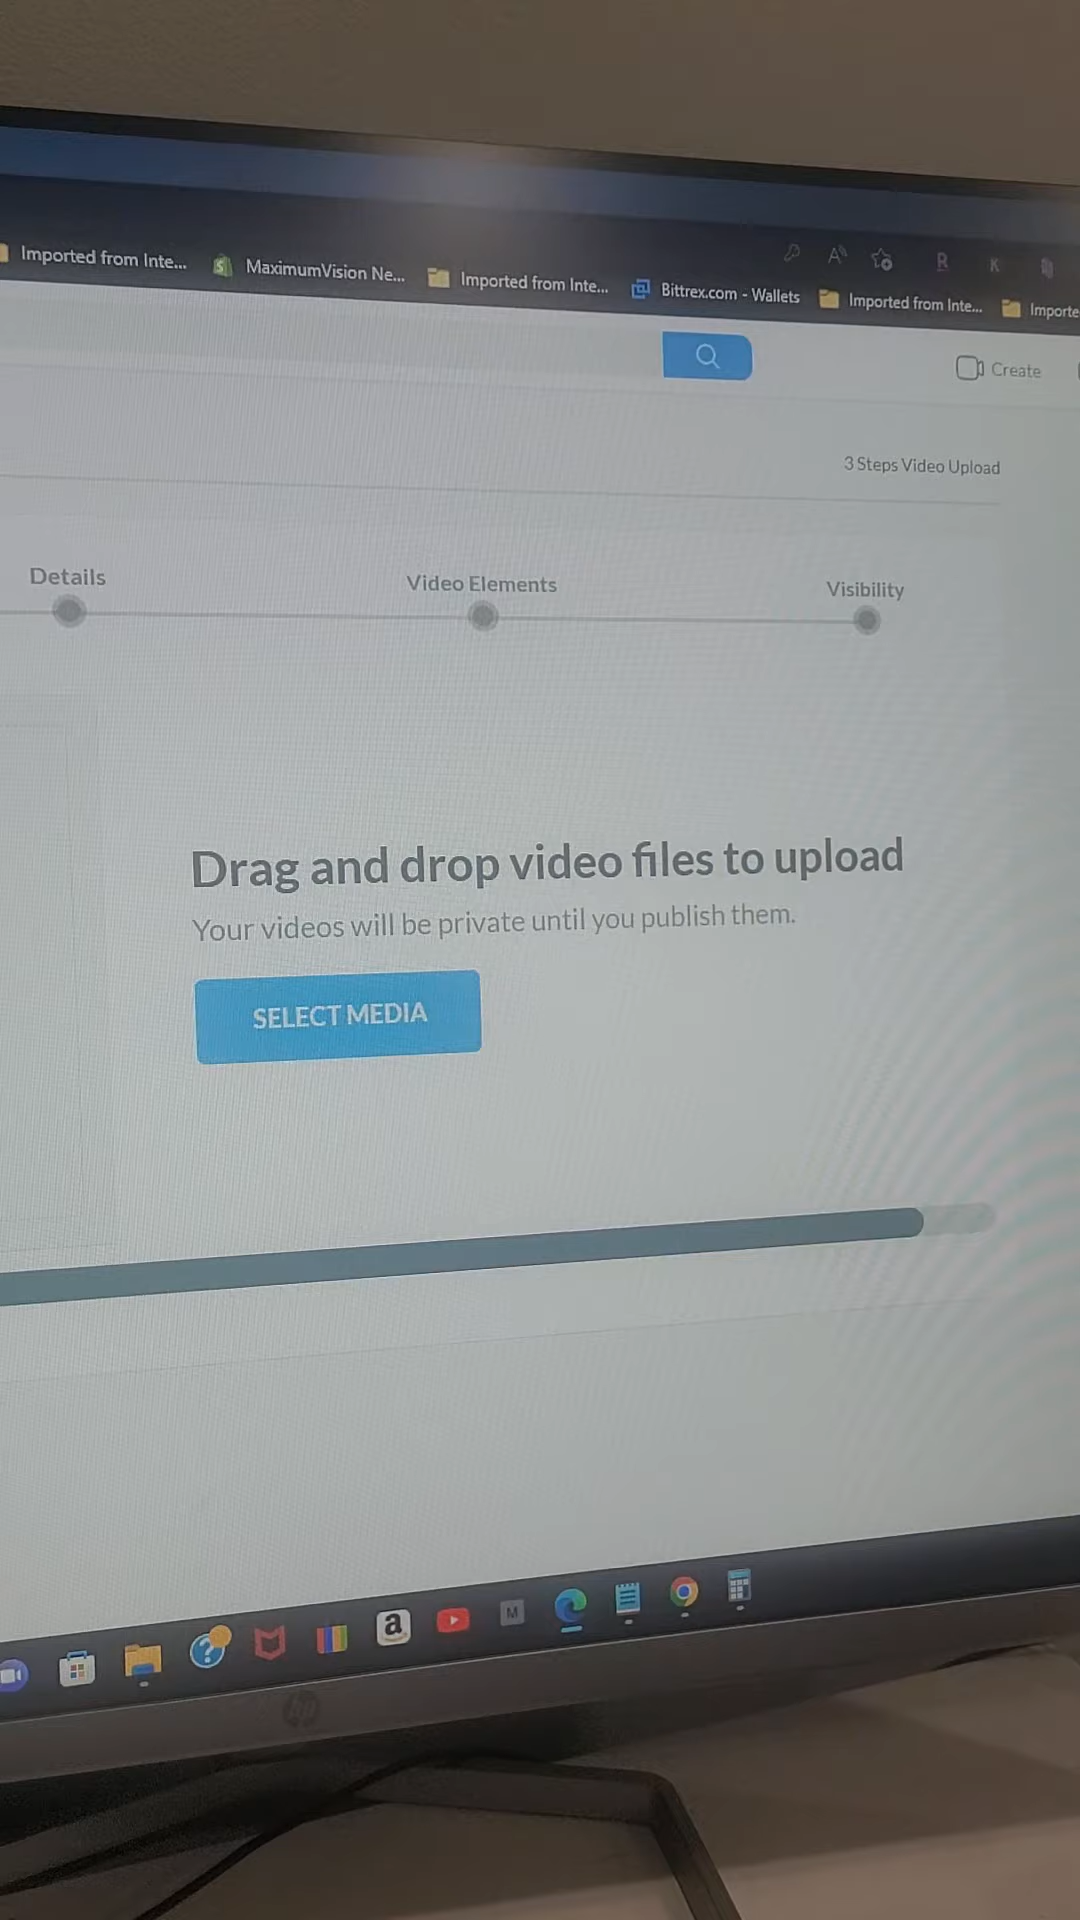 Imported from Inte...
MaximumVision Ne...
Imported from Inte...
Bittrex.com - Wallets
Imported from Inte...
Importe
Create
3 Steps Video Upload
Details
Video Elements
Visibility
Drag and drop video files to upload
Your videos will be private until you publish them.
SELECT MEDIA
hp